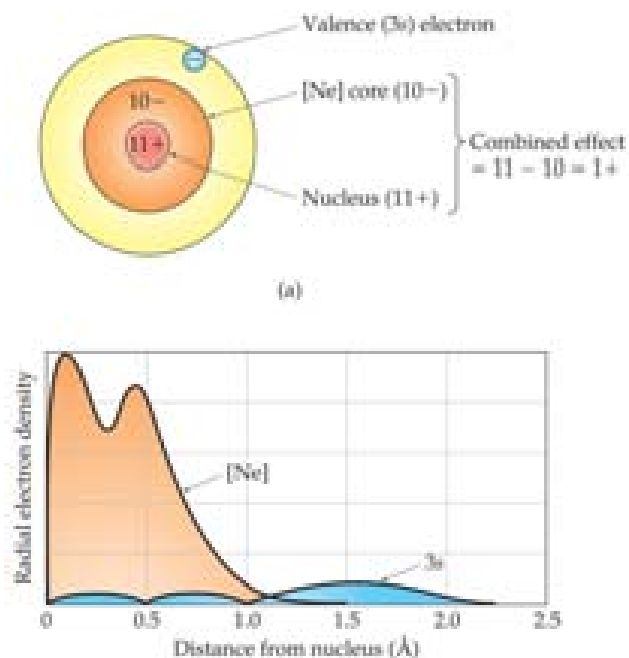 Valence (3s) electron
[Ne] core (10−)
10−
11+
Combined effect
= 11 − 10 = 1+
Nucleus (11+)
(a)
Radial electron density
[Ne]
3s
0 0.5 1.0 1.5 2.0 2.5
Distance from nucleus (Å)